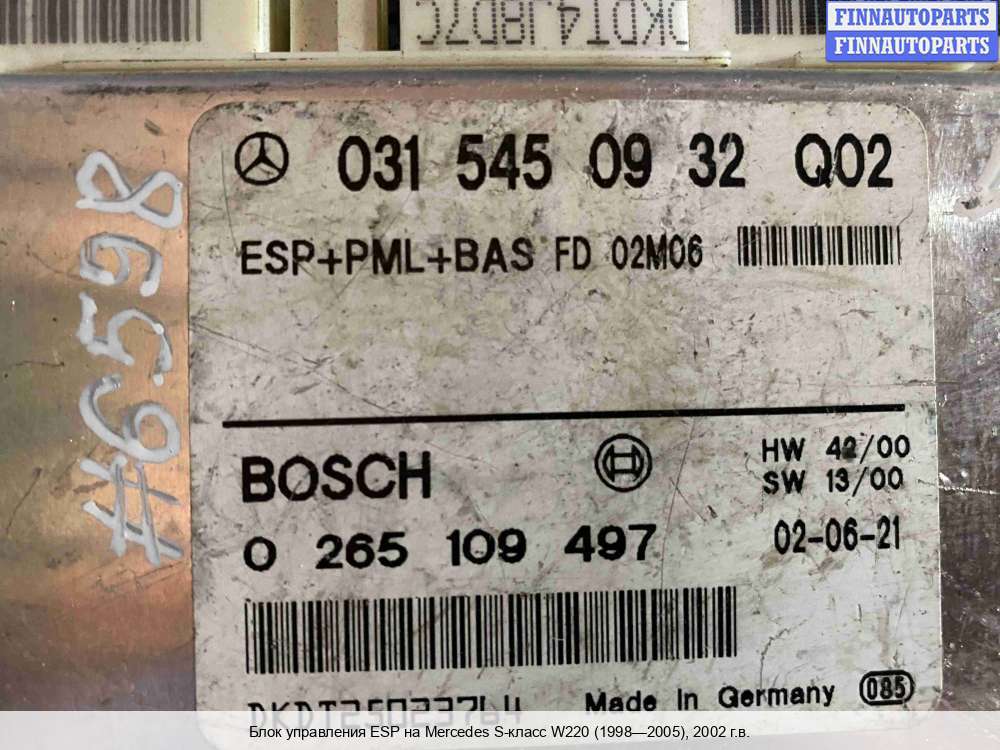 FINNAUTOPARTS
FINNAUTOPARTS
031 545 09 32 Q02
ESP+PML+BAS FD 02M06
#6598
BOSCH
HW 42/00
SW 13/00
0 265 109 497
02-06-21
Made In Germany 085
Блок управления ESP на Mercedes S-класс W220 (1998—2005), 2002 г.в.